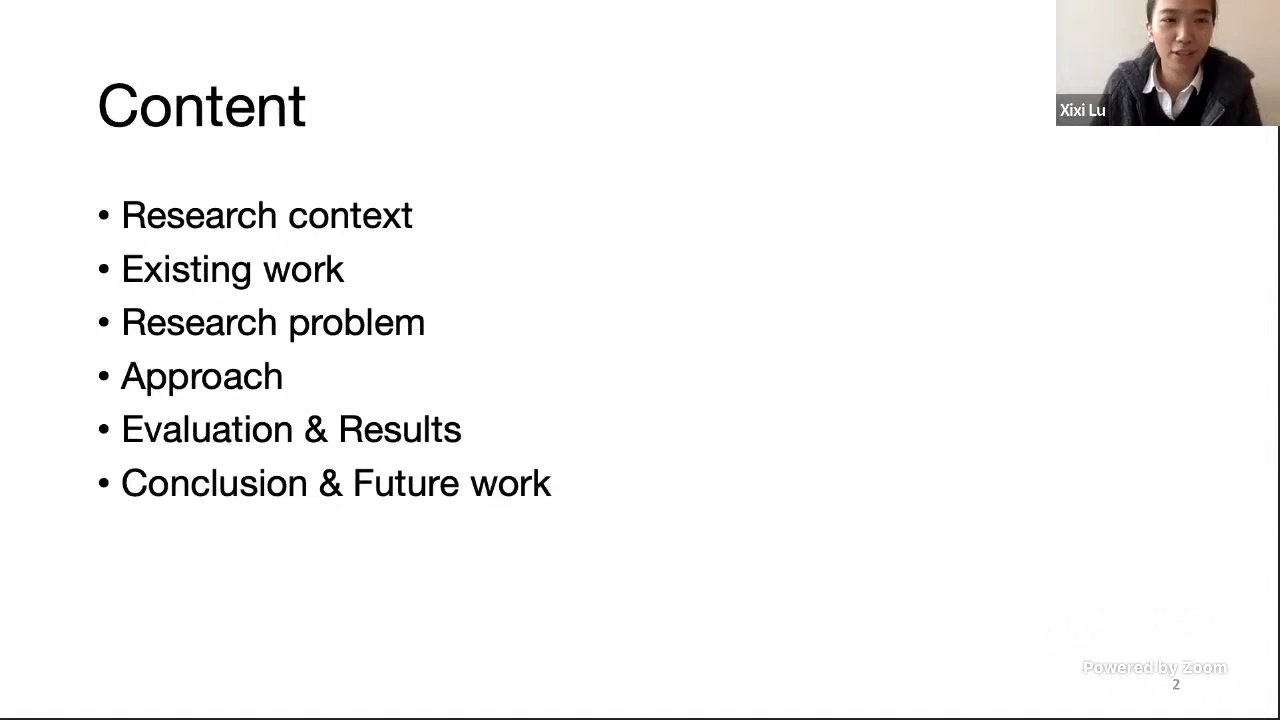 Content
Xixi Lu
• Research context
• Existing work
• Research problem
• Approach
• Evaluation & Results
• Conclusion & Future work
Powered by Zoom
2